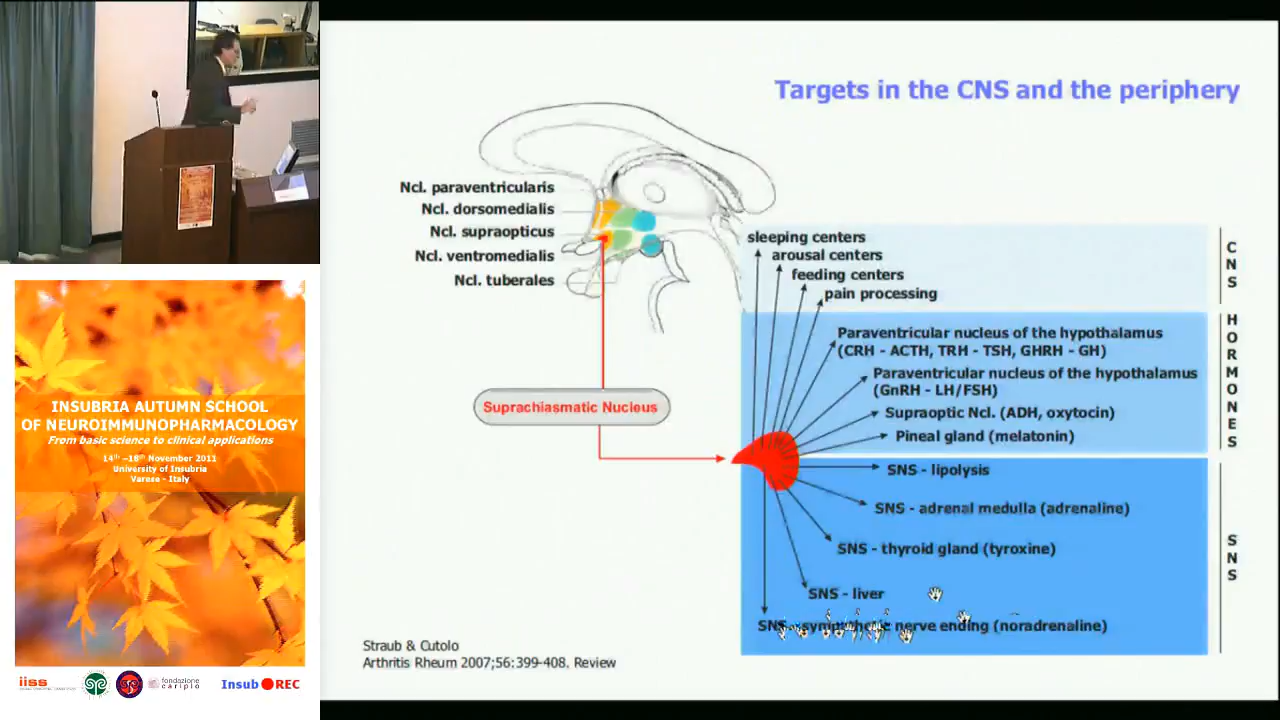 Targets in the CNS and the periphery
Ncl. paraventricularis
Ncl. dorsomedialis
Ncl. supraopticus
Ncl. ventromedialis
Ncl. tuberales
sleeping centers
arousal centers
feeding centers
pain processing
CNS
Paraventricular nucleus of the hypothalamus
(CRH - ACTH, TRH - TSH, GHRH - GH)
Paraventricular nucleus of the hypothalamus
(GnRH - LH/FSH)
Supraoptic Ncl. (ADH, oxytocin)
Pineal gland (melatonin)
HORMONES
Suprachiasmatic Nucleus
SNS - lipolysis
SNS - adrenal medulla (adrenaline)
SNS - thyroid gland (tyroxine)
SNS - liver
SNS - sympathetic nerve ending (noradrenaline)
SNS
Straub & Cutolo
Arthritis Rheum 2007;56:399-408. Review
INSUBRIA AUTUMN SCHOOL
OF NEUROIMMUNOPHARMACOLOGY
From basic science to clinical applications
14th -18th November 2011
University of Insubria
Varese - Italy
iiss
fondazione
cariplo
Insub REC